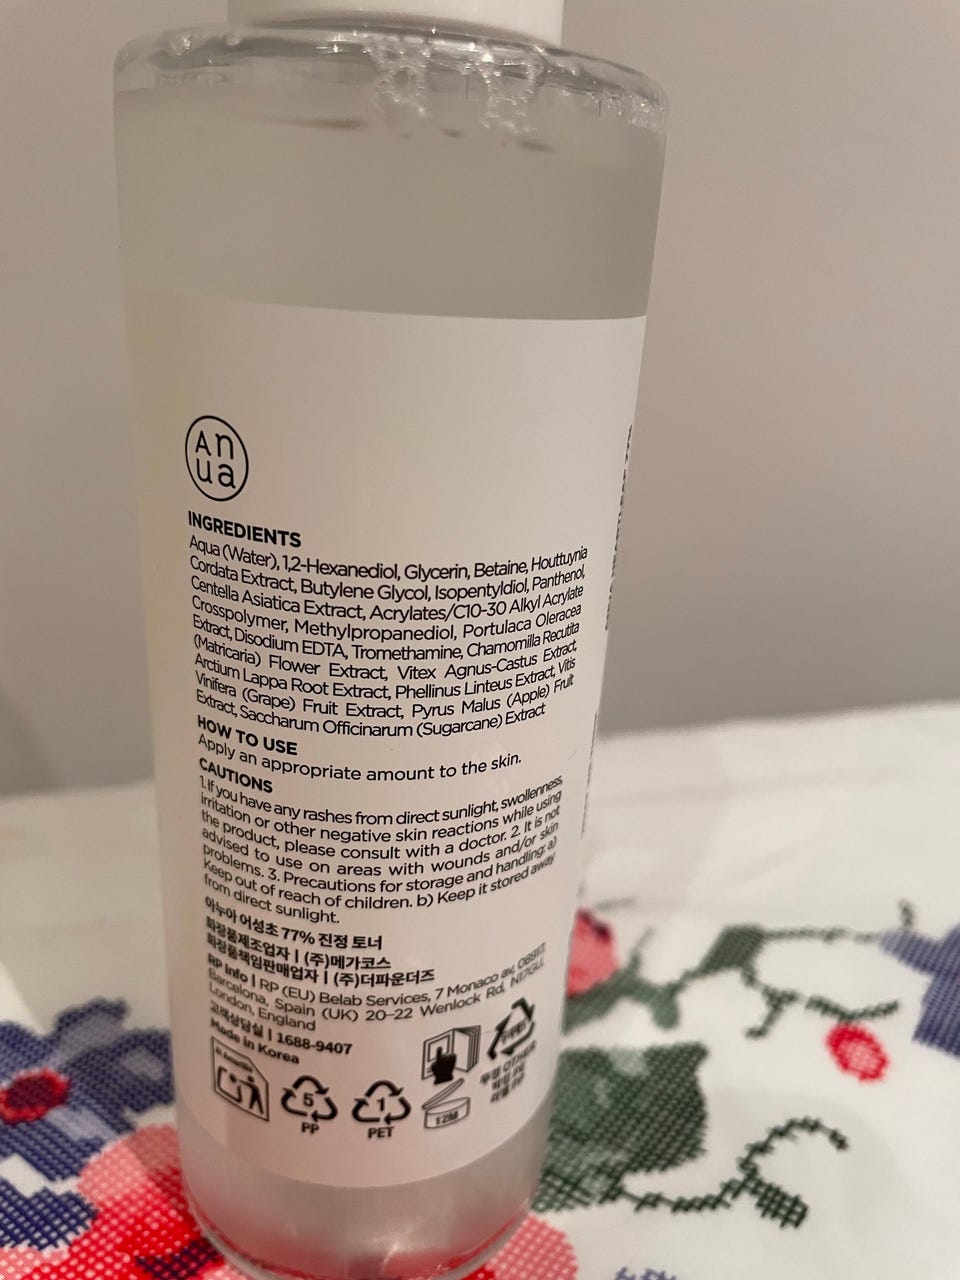 An
ua
INGREDIENTS
Aqua (Water), 1,2-Hexanediol, Glycerin, Betaine, Houttuynia
Cordata Extract, Butylene Glycol, Isopentyldiol, Panthenol,
Centella Asiatica Extract, Acrylates/C10-30 Alkyl Acrylate
Crosspolymer, Methylpropanediol, Portulaca Oleracea
Extract, Disodium EDTA, Tromethamine, Chamomilla Recutita
(Matricaria) Flower Extract, Vitex Agnus-Castus Extract,
Arctium Lappa Root Extract, Phellinus Linteus Extract, Vitis
Vinifera (Grape) Fruit Extract, Pyrus Malus (Apple) Fruit
Extract, Saccharum Officinarum (Sugarcane) Extract
HOW TO USE
Apply an appropriate amount to the skin.
CAUTIONS
1. If you have any rashes from direct sunlight, swollenness,
irritation or other negative skin reactions while using
the product, please consult with a doctor. 2. It is not
advised to use on areas with wounds and/or skin
problems. 3. Precautions for storage and handling: a)
Keep out of reach of children. b) Keep it stored away
from direct sunlight.
아누아 어성초 77% 진정 토너
화장품제조업자 | (주)메가코스
화장품책임판매업자 | (주)더파운더즈
RP Info | RP (EU) Belab Services, 7 Monaco av, 08917,
Barcelona, Spain (UK) 20-22 Wenlock Rd, N17GU,
London, England
고객상담실 | 1688-9407
Made in Korea
5
PP
1
PET
12M